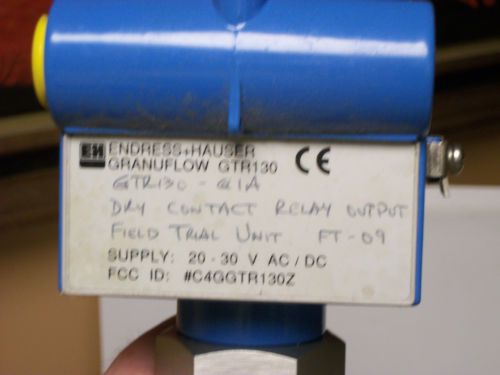 EH ENDRESS+HAUSER
GRANUFLOW GTR130 CE
GTR130 - G1A
DRY CONTACT RELAY OUTPUT
FIELD TRIAL UNIT FT-09
SUPPLY: 20 - 30 V AC / DC
FCC ID: #C4GGTR130Z